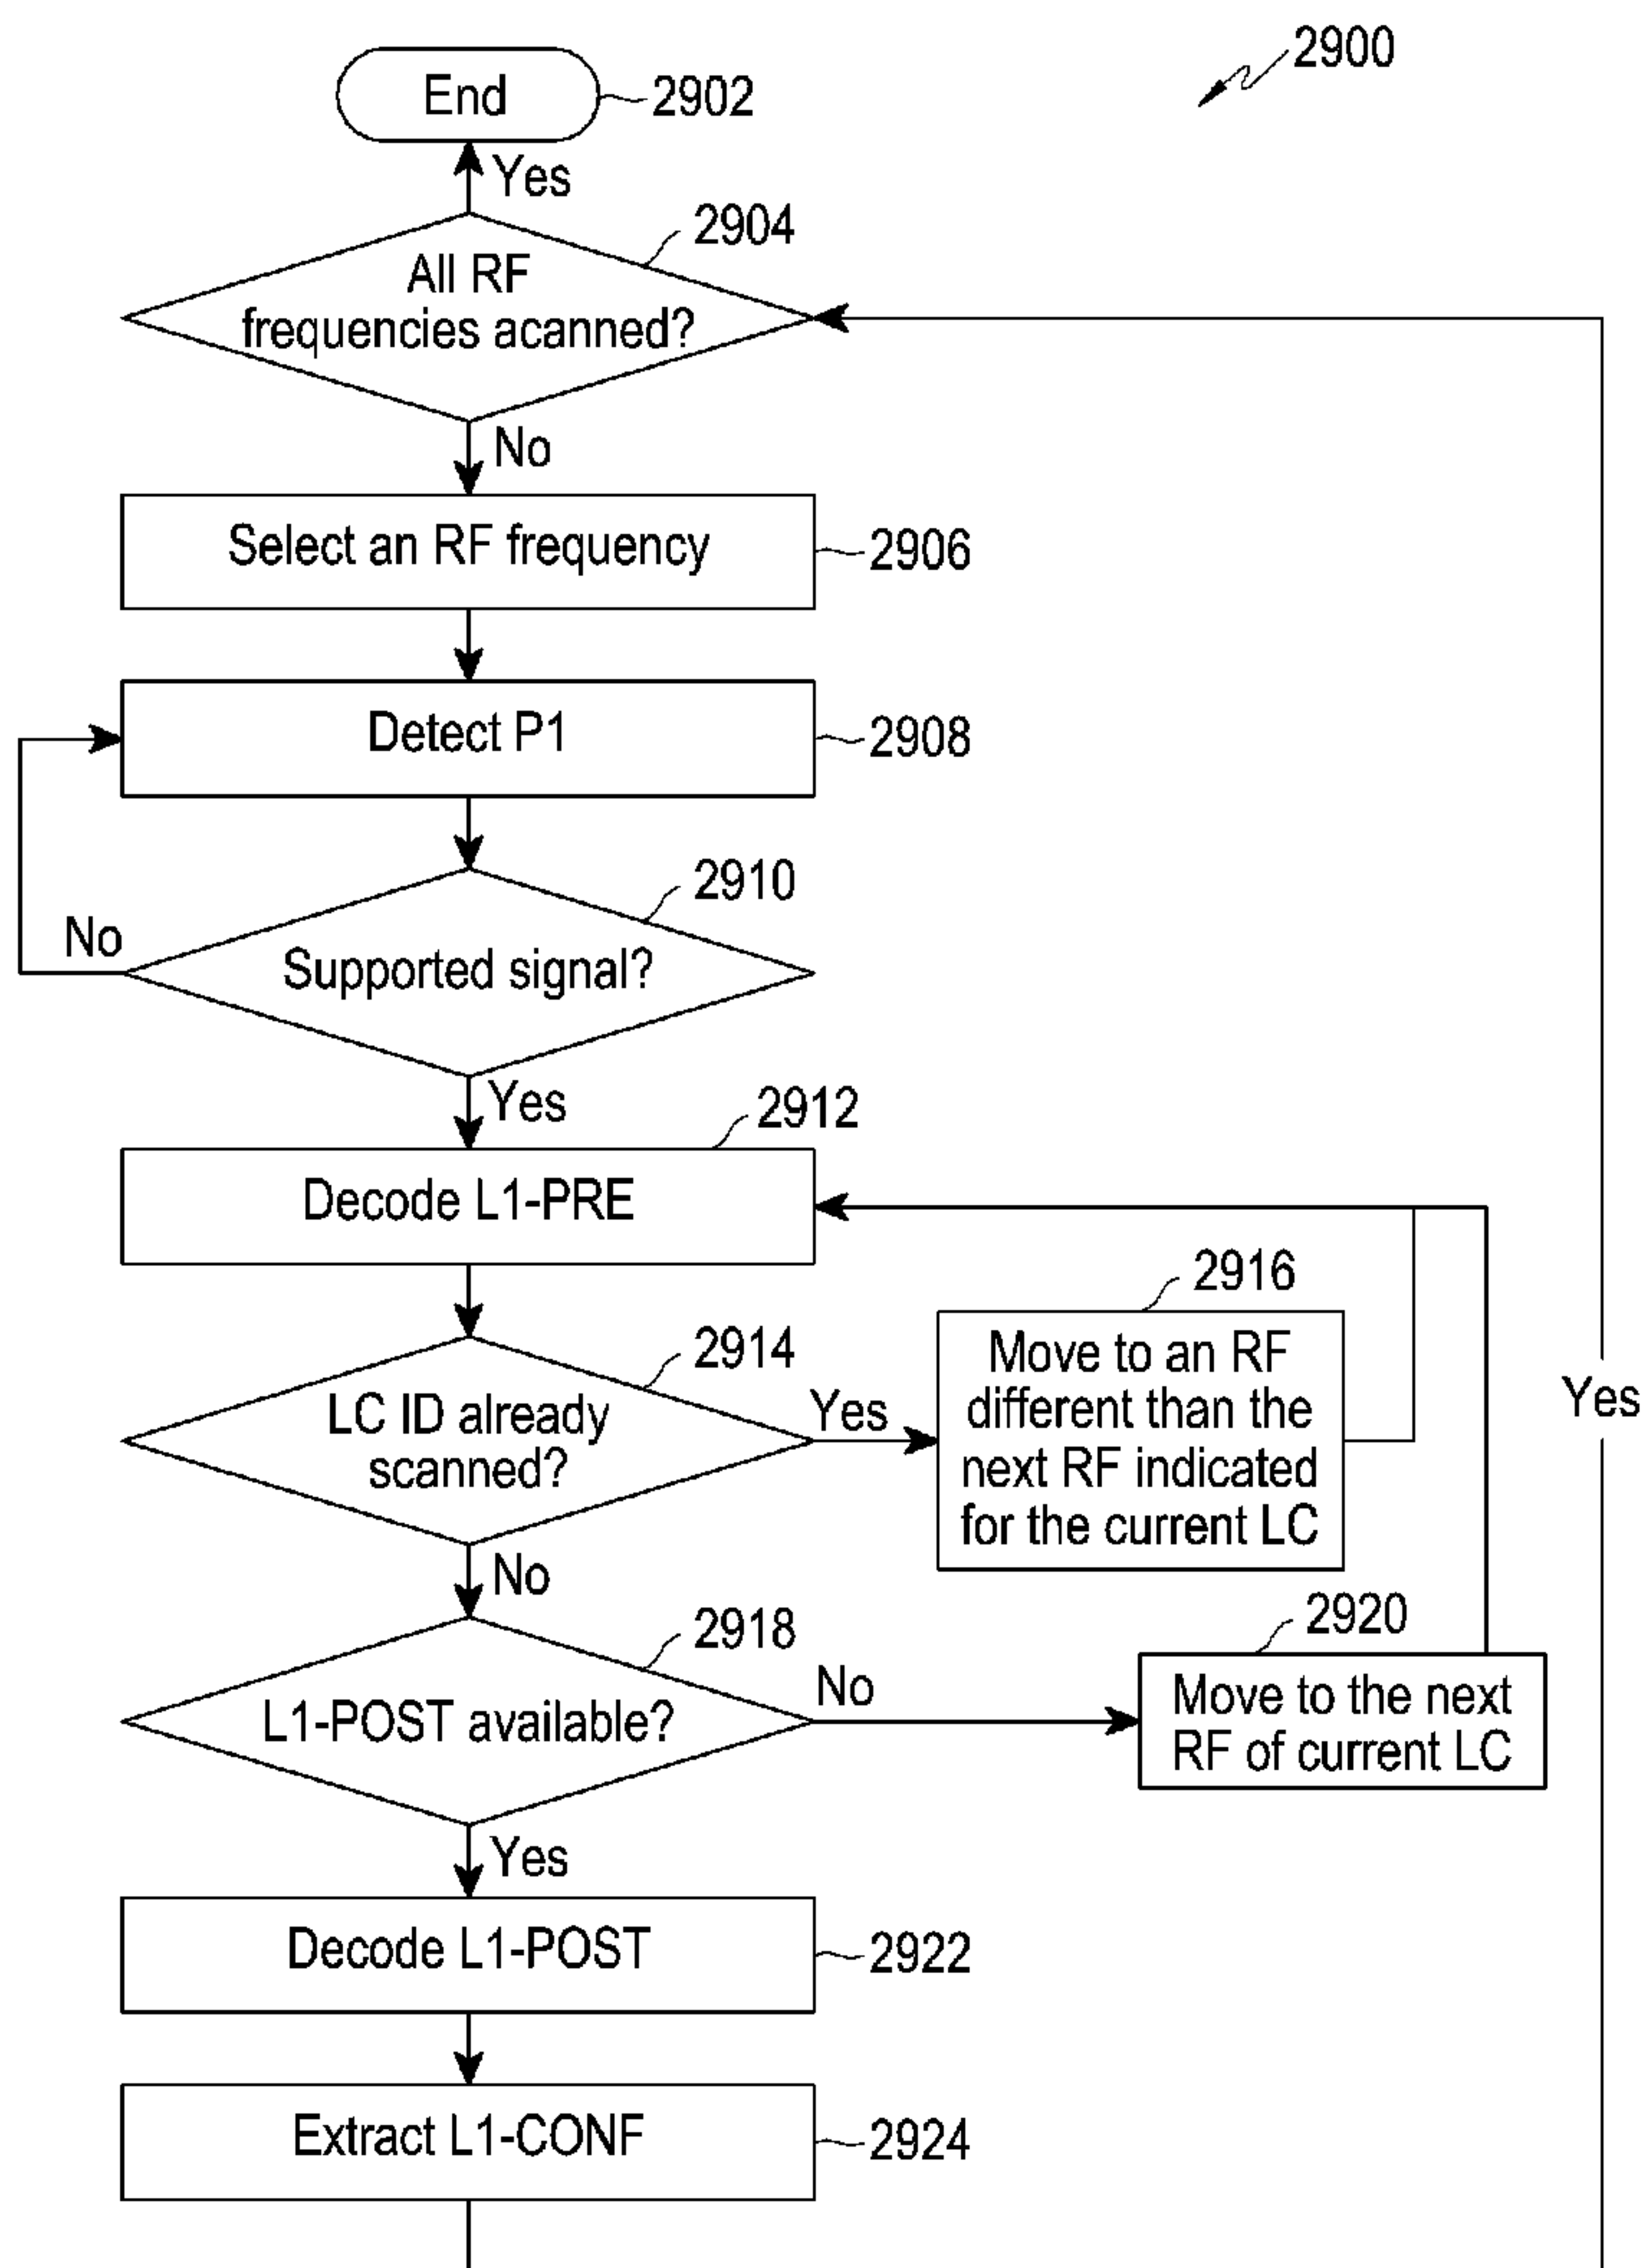 2900
End
2902
Yes
2904
All RF
frequencies acanned?
No
Select an RF frequency
2906
Detect P1
2908
2910
No
Supported signal?
Yes
2912
Decode L1-PRE
2916
2914
Move to an RF
different than the
next RF indicated
for the current LC
Yes
LC ID already
scanned?
Yes
No
2920
2918
No
L1-POST available?
Move to the next
RF of current LC
Yes
Decode L1-POST
2922
Extract L1-CONF
2924